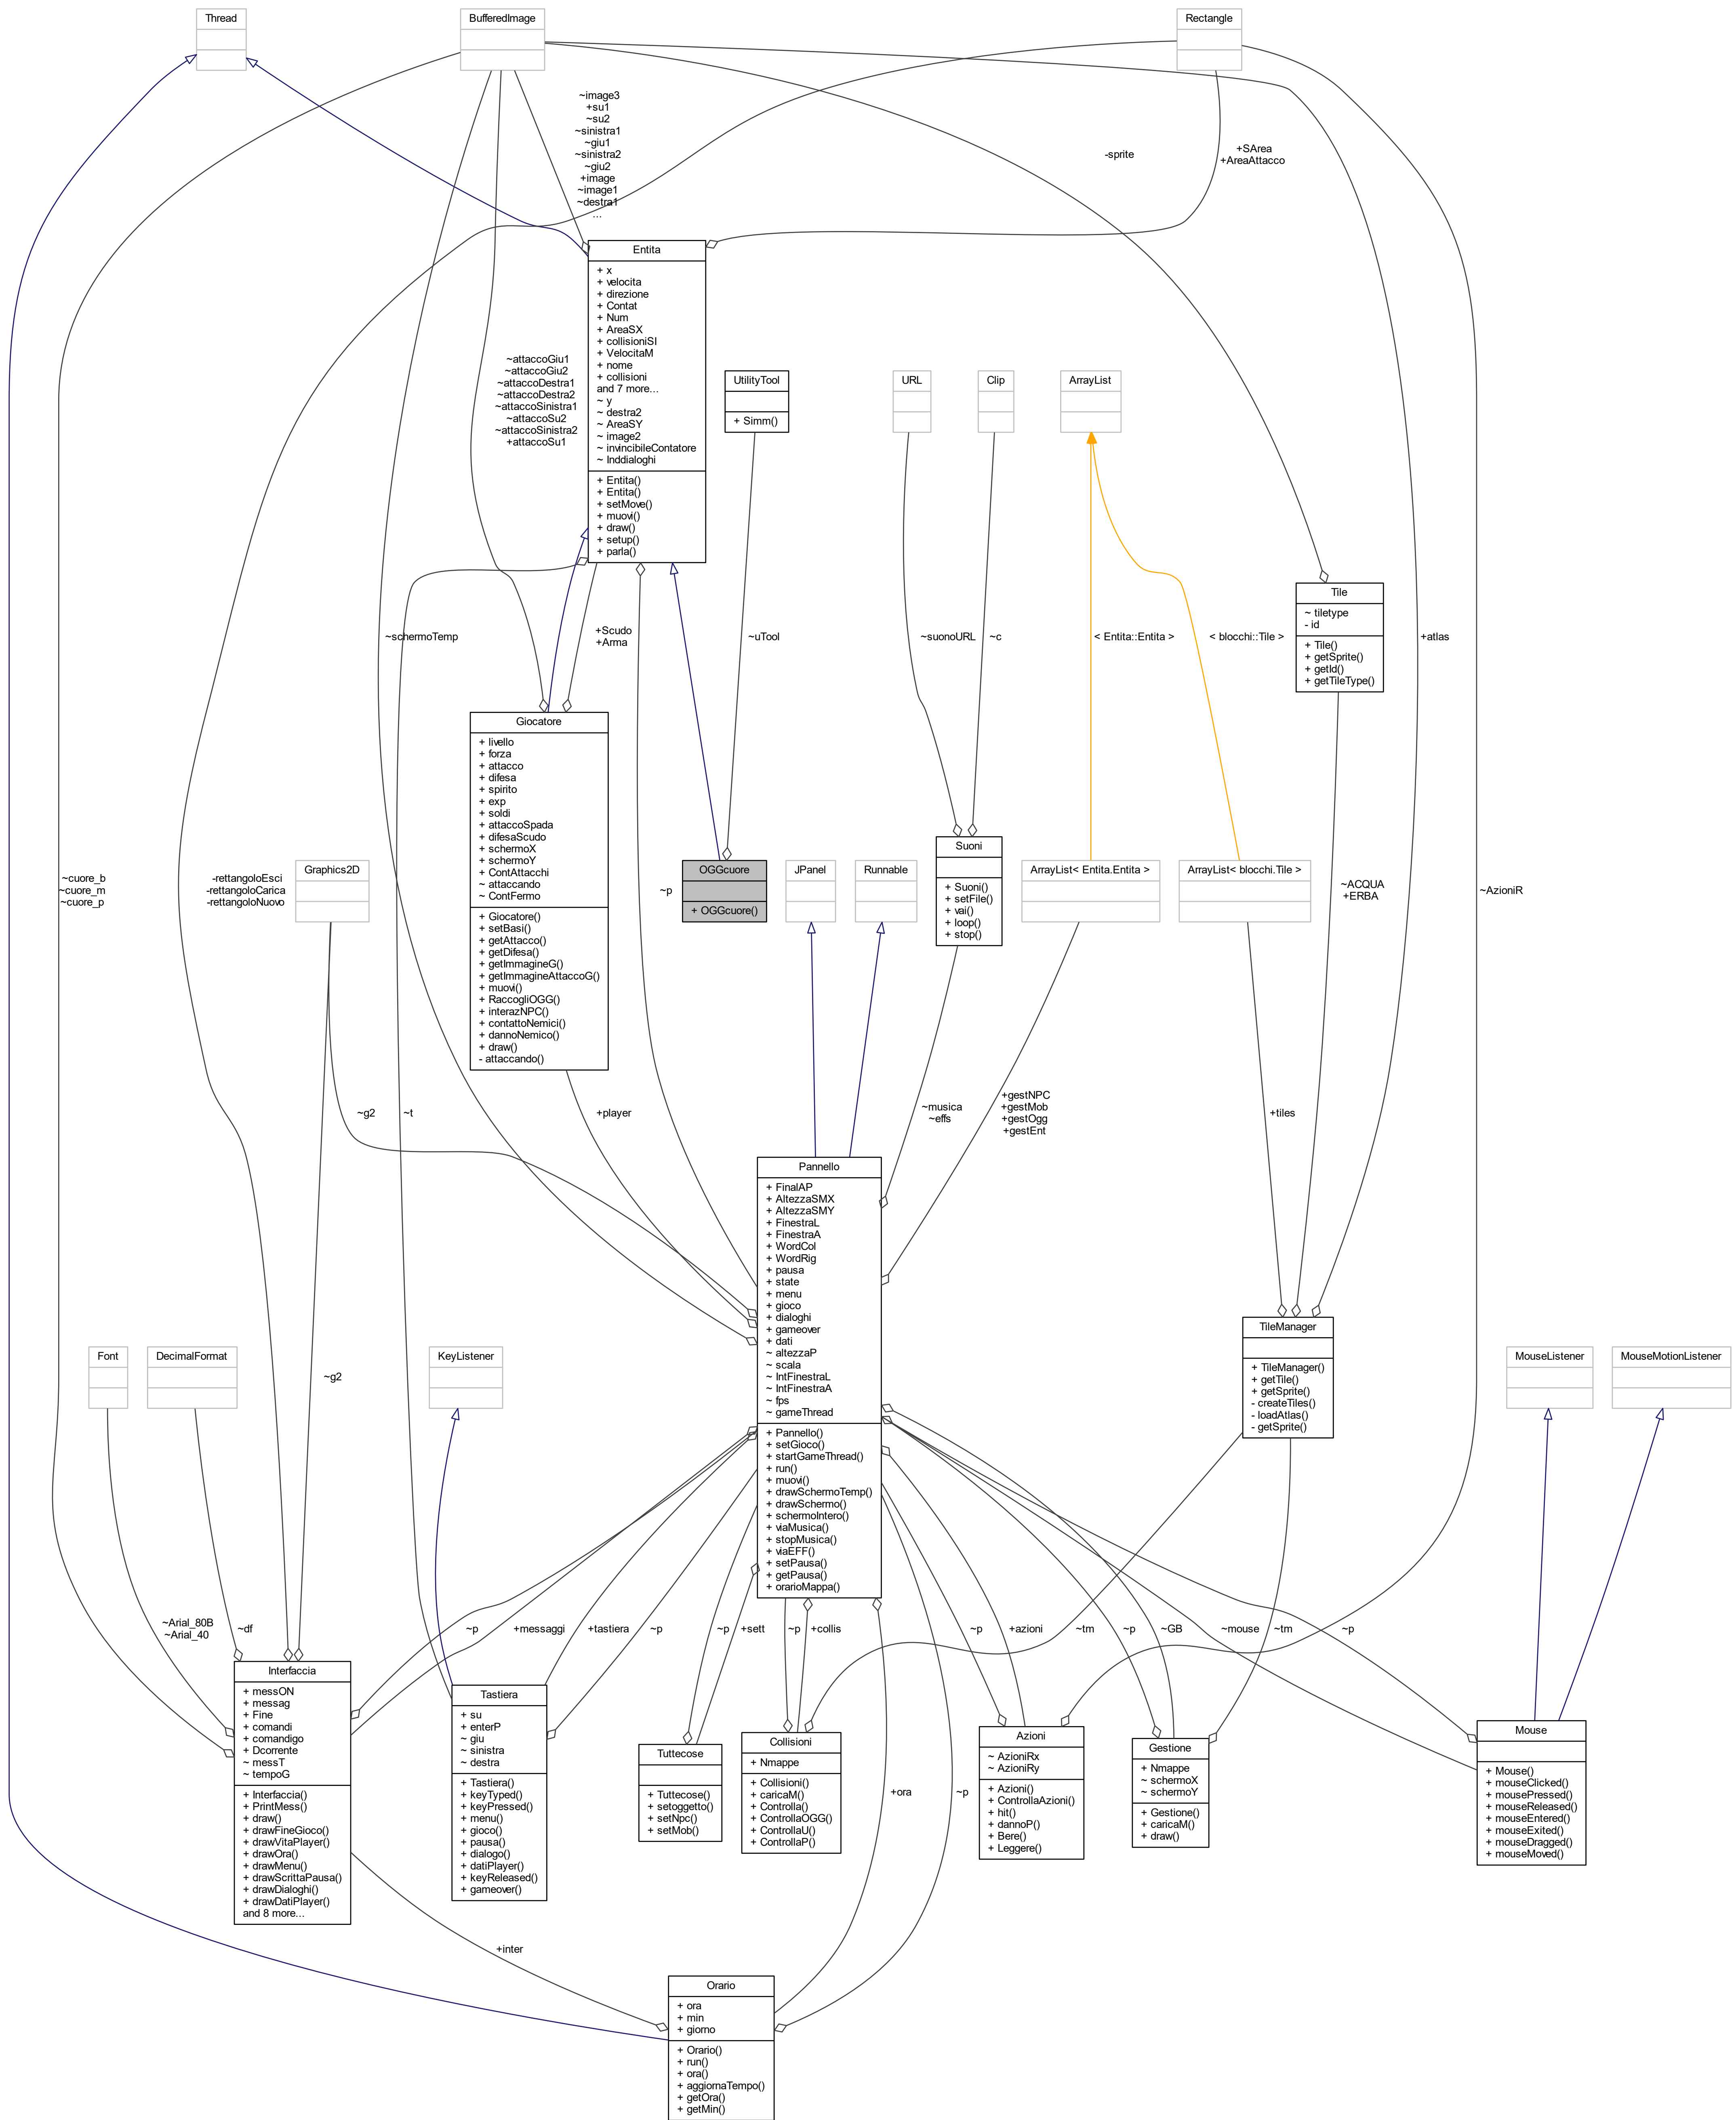 Thread
BufferedImage
Rectangle
~image3
+su1
~su2
~sinistra1
~giu1
~sinistra2
~giu2
+image
~image1
~destra1
...
-sprite
+SArea
+AreaAttacco
Entita
+ x
+ velocita
+ direzione
+ Contat
+ Num
+ AreaSX
+ collisioniSI
+ VelocitaM
+ nome
+ collisioni
and 7 more...
~ y
~ destra2
~ AreaSY
~ image2
~ invincibileContatore
~ Inddialoghi
+ Entita()
+ Entita()
+ setMove()
+ muovi()
+ draw()
+ setup()
+ parla()
~attaccoGiu1
~attaccoGiu2
~attaccoDestra1
~attaccoDestra2
~attaccoSinistra1
~attaccoSu2
~attaccoSinistra2
+attaccoSu1
UtilityTool
+ Simm()
URL
Clip
ArrayList
Tile
~ tiletype
- id
+ Tile()
+ getSprite()
+ getId()
+ getTileType()
~schermoTemp
+Scudo
+Arma
~uTool
~suonoURL
~c
< Entita::Entita >
< blocchi::Tile >
+atlas
Giocatore
+ livello
+ forza
+ attacco
+ difesa
+ spirito
+ exp
+ soldi
+ attaccoSpada
+ difesaScudo
+ schermoX
+ schermoY
+ ContAttacchi
~ attaccando
~ ContFermo
+ Giocatore()
+ setBasi()
+ getAttacco()
+ getDifesa()
+ getImmagineG()
+ getImmagineAttaccoG()
+ muovi()
+ RaccogliOGG()
+ interazNPC()
+ contattoNemici()
+ dannoNemico()
+ draw()
- attaccando()
~cuore_b
~cuore_m
~cuore_p
-rettangoloEsci
-rettangoloCarica
-rettangoloNuovo
Graphics2D
~p
OGGcuore
+ OGGcuore()
JPanel
Runnable
Suoni
+ Suoni()
+ setFile()
+ vai()
+ loop()
+ stop()
ArrayList< Entita.Entita >
ArrayList< blocchi.Tile >
~ACQUA
+ERBA
~AzioniR
~g2
~t
+player
~musica
~effs
+gestNPC
+gestMob
+gestOgg
+gestEnt
+tiles
Pannello
+ FinalAP
+ AltezzaSMX
+ AltezzaSMY
+ FinestraL
+ FinestraA
+ WordCol
+ WordRig
+ pausa
+ state
+ menu
+ gioco
+ dialoghi
+ gameover
+ dati
~ altezzaP
~ scala
~ IntFinestraL
~ IntFinestraA
~ fps
~ gameThread
+ Pannello()
+ setGioco()
+ startGameThread()
+ run()
+ muovi()
+ drawSchermoTemp()
+ drawSchermo()
+ schermoIntero()
+ viaMusica()
+ stopMusica()
+ viaEFF()
+ setPausa()
+ getPausa()
+ orarioMappa()
TileManager
+ TileManager()
+ getTile()
+ getSprite()
- createTiles()
- loadAtlas()
- getSprite()
Font
DecimalFormat
~g2
KeyListener
MouseListener
MouseMotionListener
~Arial_80B
~Arial_40
~df
~p
+messaggi
+tastiera
~p
~p
+sett
~p
+collis
~p
+azioni
~tm
~p
~GB
~mouse
~tm
~p
Interfaccia
+ messON
+ messag
+ Fine
+ comandi
+ comandigo
+ Dcorrente
~ messT
~ tempoG
+ Interfaccia()
+ PrintMess()
+ draw()
+ drawFineGioco()
+ drawVitaPlayer()
+ drawOra()
+ drawMenu()
+ drawScrittaPausa()
+ drawDialoghi()
+ drawDatiPlayer()
and 8 more...
Tastiera
+ su
+ enterP
~ giu
~ sinistra
~ destra
+ Tastiera()
+ keyTyped()
+ keyPressed()
+ menu()
+ gioco()
+ pausa()
+ dialogo()
+ datiPlayer()
+ keyReleased()
+ gameover()
Tuttecose
+ Tuttecose()
+ setoggetto()
+ setNpc()
+ setMob()
Collisioni
+ Nmappe
+ Collisioni()
+ caricaM()
+ Controlla()
+ ControllaOGG()
+ ControllaU()
+ ControllaP()
+ora
~p
Azioni
~ AzioniRx
~ AzioniRy
+ Azioni()
+ ControllaAzioni()
+ hit()
+ dannoP()
+ Bere()
+ Leggere()
Gestione
+ Nmappe
~ schermoX
~ schermoY
+ Gestione()
+ caricaM()
+ draw()
Mouse
+ Mouse()
+ mouseClicked()
+ mousePressed()
+ mouseReleased()
+ mouseEntered()
+ mouseExited()
+ mouseDragged()
+ mouseMoved()
+inter
Orario
+ ora
+ min
+ giorno
+ Orario()
+ run()
+ ora()
+ aggiornaTempo()
+ getOra()
+ getMin()